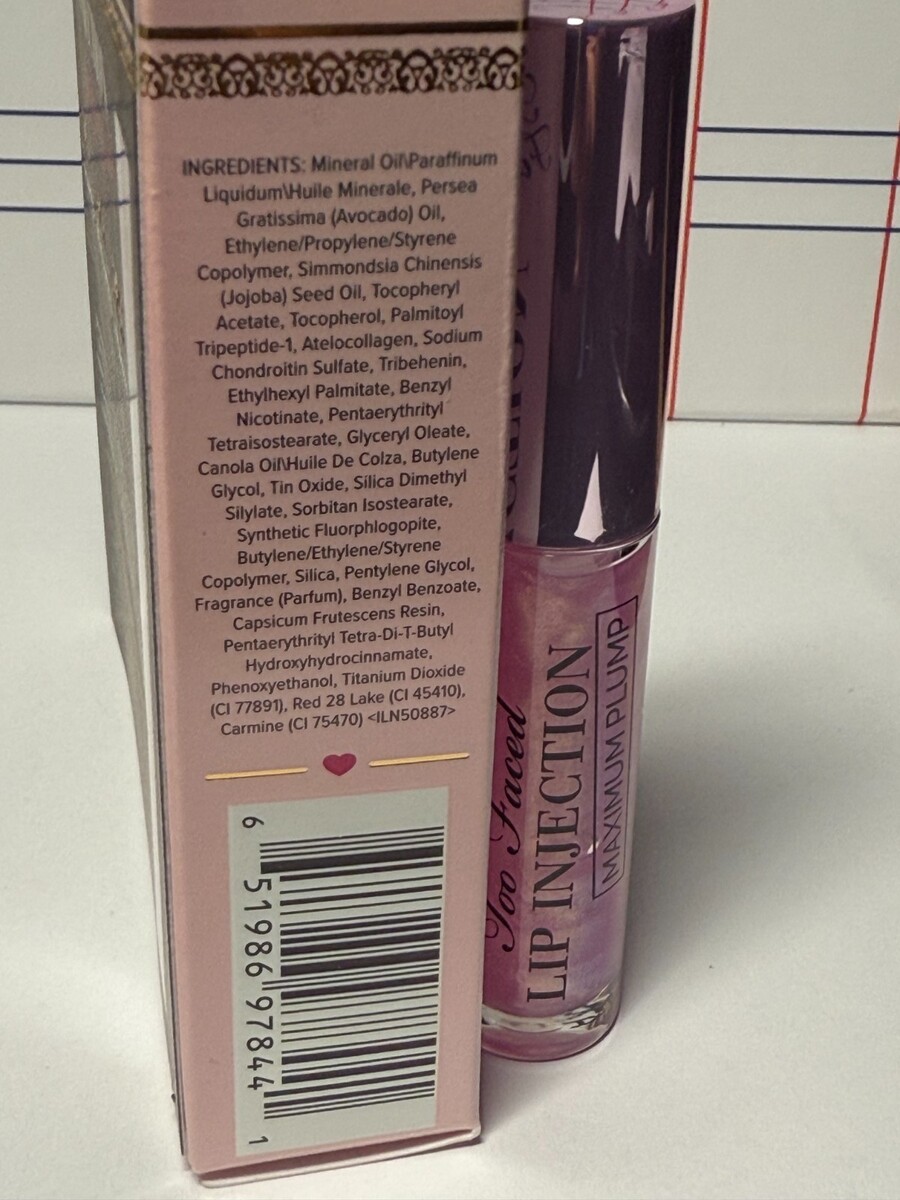 INGREDIENTS: Mineral Oil\Paraffinum
Liquidum\Huile Minerale, Persea
Gratissima (Avocado) Oil,
Ethylene/Propylene/Styrene
Copolymer, Simmondsia Chinensis
(Jojoba) Seed Oil, Tocopheryl
Acetate, Tocopherol, Palmitoyl
Tripeptide-1, Atelocollagen, Sodium
Chondroitin Sulfate, Tribehenin,
Ethylhexyl Palmitate, Benzyl
Nicotinate, Pentaerythrityl
Tetraisostearate, Glyceryl Oleate,
Canola Oil\Huile De Colza, Butylene
Glycol, Tin Oxide, Silica Dimethyl
Silylate, Sorbitan Isostearate,
Synthetic Fluorphlogopite,
Butylene/Ethylene/Styrene
Copolymer, Silica, Pentylene Glycol,
Fragrance (Parfum), Benzyl Benzoate,
Capsicum Frutescens Resin,
Pentaerythrityl Tetra-Di-T-Butyl
Hydroxyhydrocinnamate,
Phenoxyethanol, Titanium Dioxide
(CI 77891), Red 28 Lake (CI 45410),
Carmine (CI 75470) <ILN50887>
6 51986 97844 1
Too Faced
LIP INJECTION
MAXIMUM PLUMP